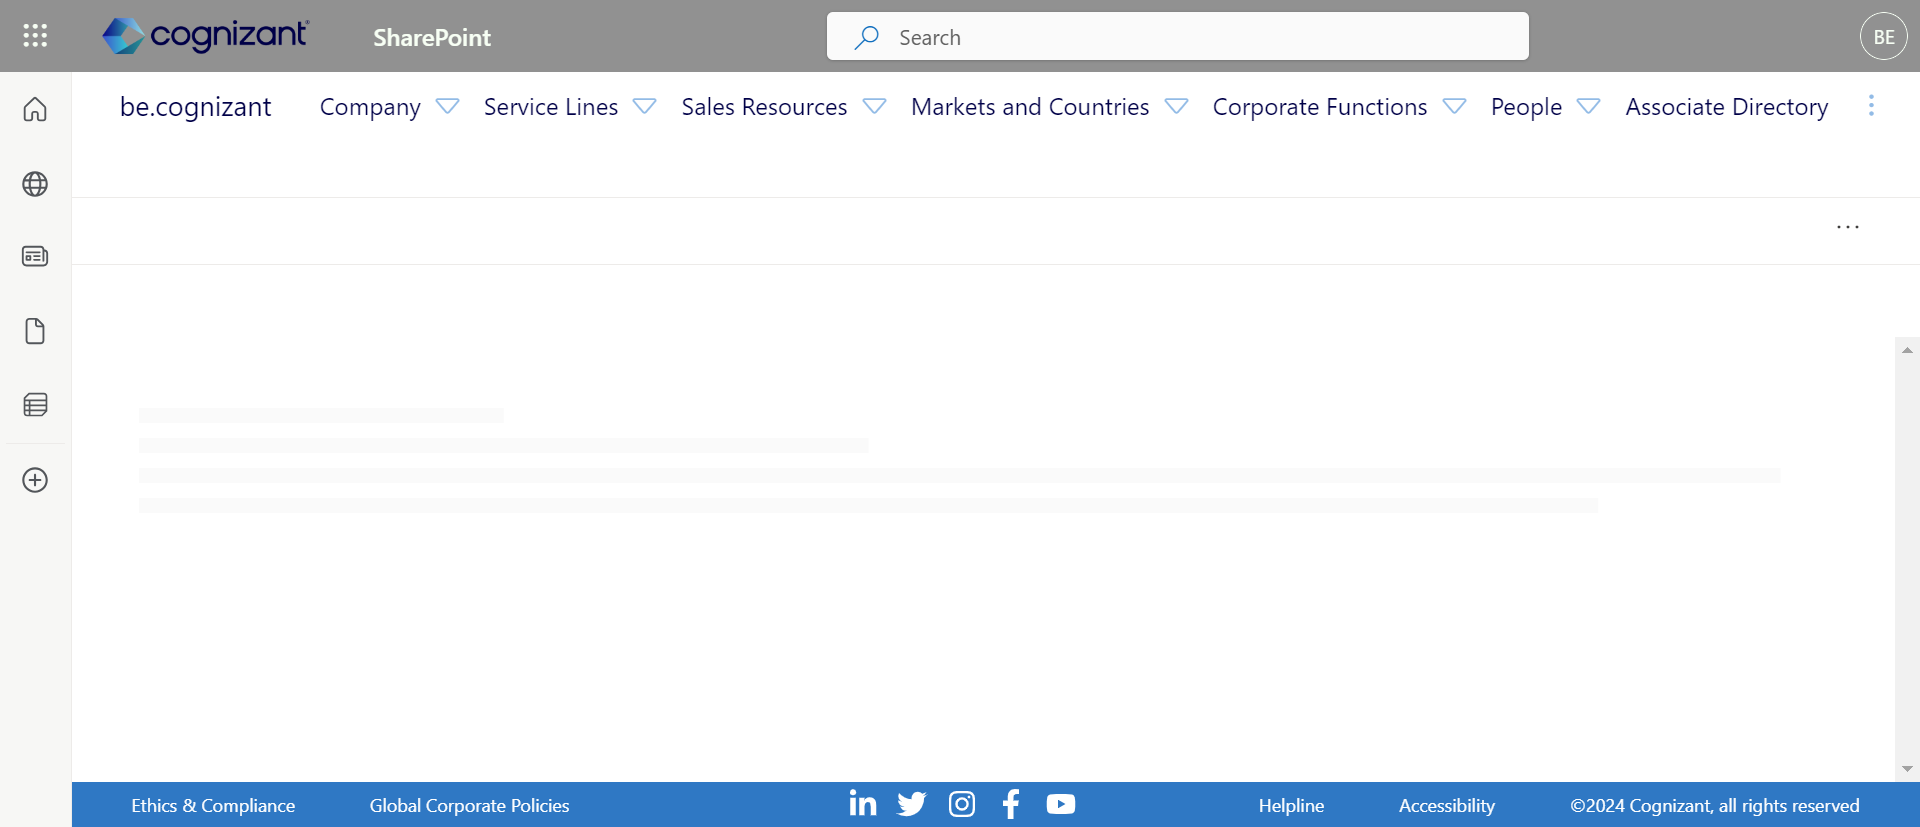 cognizant
SharePoint
Search
BE
be.cognizant
Company
Service Lines
Sales Resources
Markets and Countries
Corporate Functions
People
Associate Directory
Ethics & Compliance
Global Corporate Policies
Helpline
Accessibility
©2024 Cognizant, all rights reserved